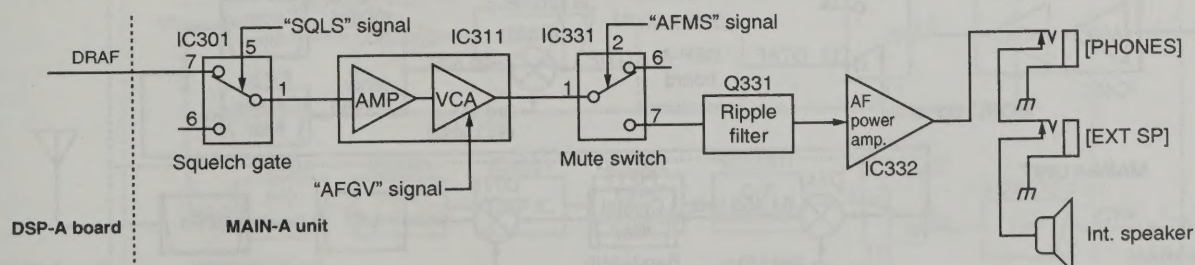 "SQLS" signal
"AFMS" signal
IC301
5
IC311
IC331
2
[PHONES]
DRAF
7
6
Q331
AF
power
amp.
1
AMP
VCA
1
7
Ripple
filter
6
[EXT SP]
Squelch gate
Mute switch
IC332
"AFGV" signal
DSP-A board
MAIN-A unit
Int. speaker